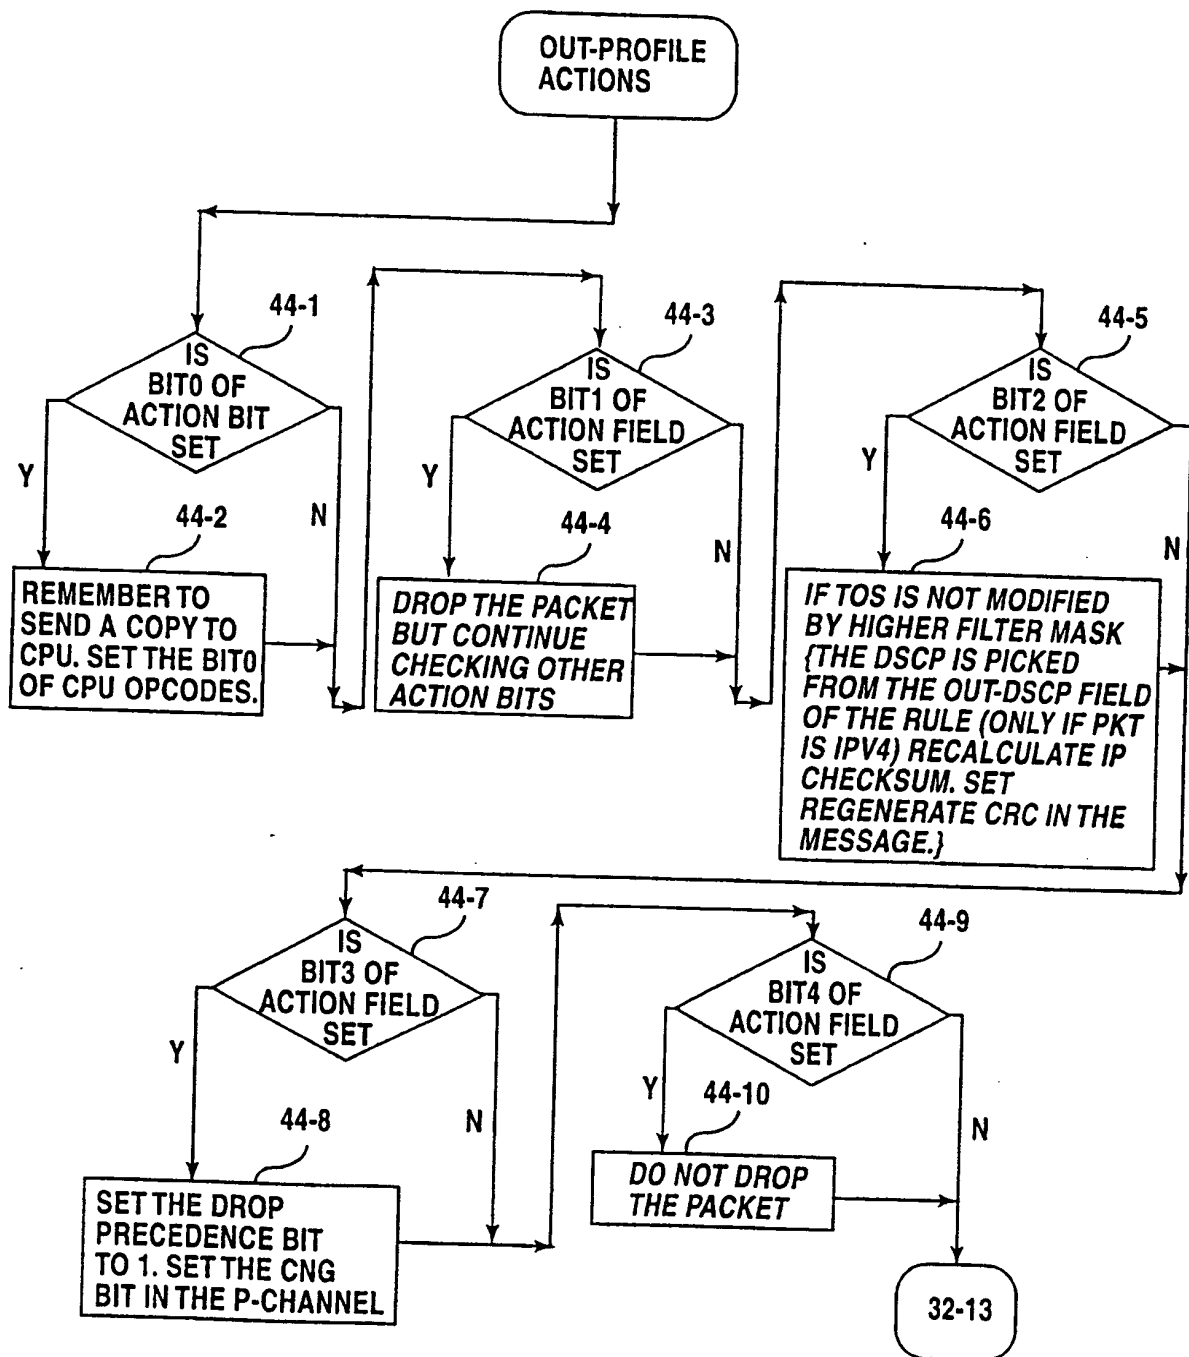 OUT-PROFILE
ACTIONS
44-1
IS
BIT0 OF
ACTION BIT
SET
Y
N
44-2
REMEMBER TO
SEND A COPY TO
CPU. SET THE BIT0
OF CPU OPCODES.
44-3
IS
BIT1 OF
ACTION FIELD
SET
Y
N
44-4
DROP THE PACKET
BUT CONTINUE
CHECKING OTHER
ACTION BITS
44-5
IS
BIT2 OF
ACTION FIELD
SET
Y
N
44-6
IF TOS IS NOT MODIFIED
BY HIGHER FILTER MASK
{THE DSCP IS PICKED
FROM THE OUT-DSCP FIELD
OF THE RULE (ONLY IF PKT
IS IPV4) RECALCULATE IP
CHECKSUM. SET
REGENERATE CRC IN THE
MESSAGE.}
44-7
IS
BIT3 OF
ACTION FIELD
SET
Y
N
44-8
SET THE DROP
PRECEDENCE BIT
TO 1. SET THE CNG
BIT IN THE P-CHANNEL
44-9
IS
BIT4 OF
ACTION FIELD
SET
Y
N
44-10
DO NOT DROP
THE PACKET
32-13